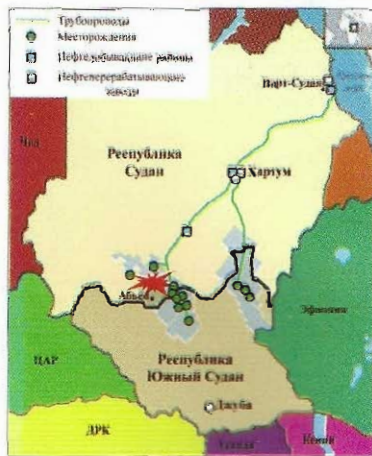 Трубопроводы
Месторождения
Нефтедобывающие районы
Нефтеперерабатывающие
заводы
Порт-Судан
Чад
Республика
Судан
Хартум
Абьей
Эфиопия
ЦАР
Республика
Южный Судан
Джуба
ДРК
Уганда
Кения